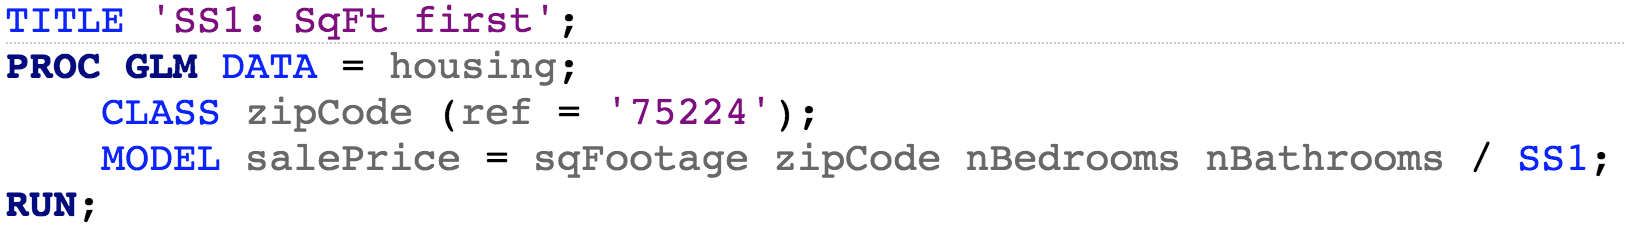 TITLE 'SS1: SqFt first';
PROC GLM DATA = housing;
CLASS zipCode (ref = '75224');
MODEL salePrice = sqFootage zipCode nBedrooms nBathrooms / SS1;
RUN;